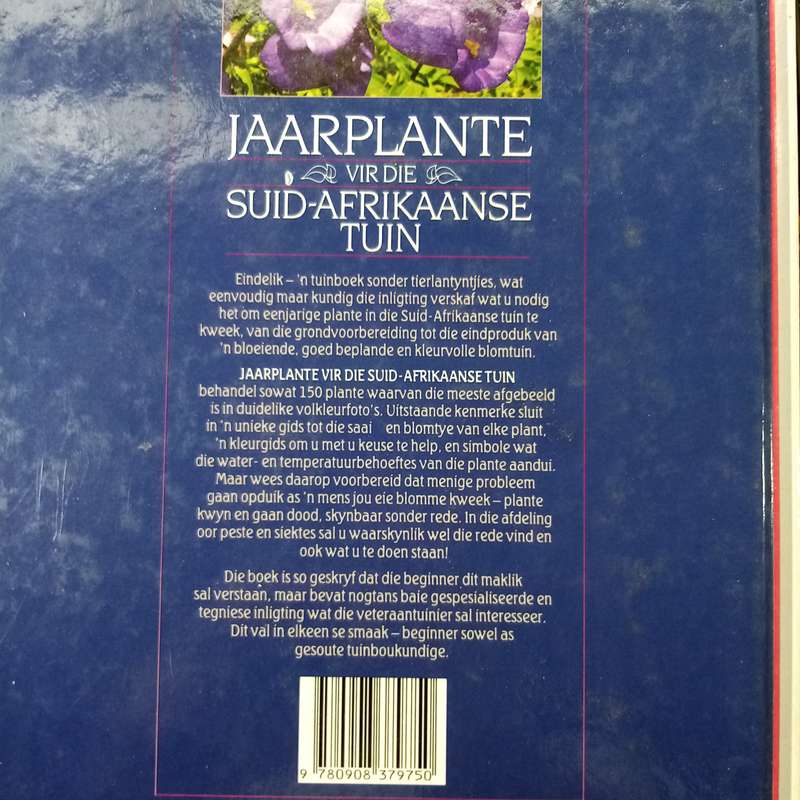 JAARPLANTE
VIR DIE
SUID-AFRIKAANSE
TUIN
Eindelik – 'n tuinboek sonder tierlantyntjies, wat
eenvoudig maar kundig die inligting verskaf wat u nodig
het om eenjarige plante in die Suid-Afrikaanse tuin te
kweek, van die grondvoorbereiding tot die eindproduk van
'n bloeiende, goed beplande en kleurvolle blomtuin.
JAARPLANTE VIR DIE SUID-AFRIKAANSE TUIN
behandel sowat 150 plante waarvan die meeste afgebeeld
is in duidelike volkleurfoto's. Uitstaande kenmerke sluit
in 'n unieke gids tot die saai en blomtye van elke plant,
'n kleurgids om u met u keuse te help, en simbole wat
die water- en temperatuurbehoeftes van die plante aandui.
Maar wees daarop voorbereid dat menige probleem
gaan opduik as 'n mens jou eie blomme kweek – plante
kwyn en gaan dood, skynbaar sonder rede. In die afdeling
oor peste en siektes sal u waarskynlik wel die rede vind en
ook wat u te doen staan!
Die boek is so geskryf dat die beginner dit maklik
sal verstaan, maar bevat nogtans baie gespesialiseerde en
tegniese inligting wat die veteraantuinier sal interesseer.
Dit val in elkeen se smaak – beginner sowel as
gesoute tuinboukundige.
9 780908 379750